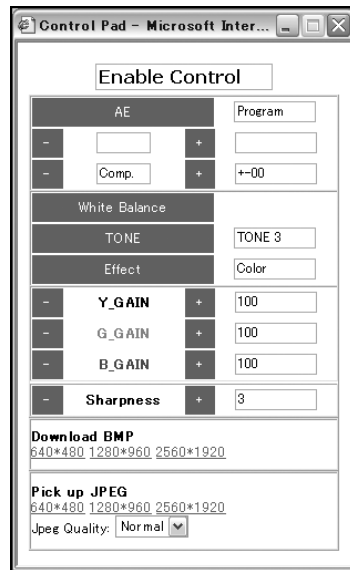 Control Pad - Microsoft Inter...
Enable Control
AE Program
- +
- Comp. + +-00
White Balance
TONE TONE 3
Effect Color
- Y_GAIN + 100
- G_GAIN + 100
- B_GAIN + 100
- Sharpness + 3
Download BMP
640*480 1280*960 2560*1920
Pick up JPEG
640*480 1280*960 2560*1920
Jpeg Quality: Normal